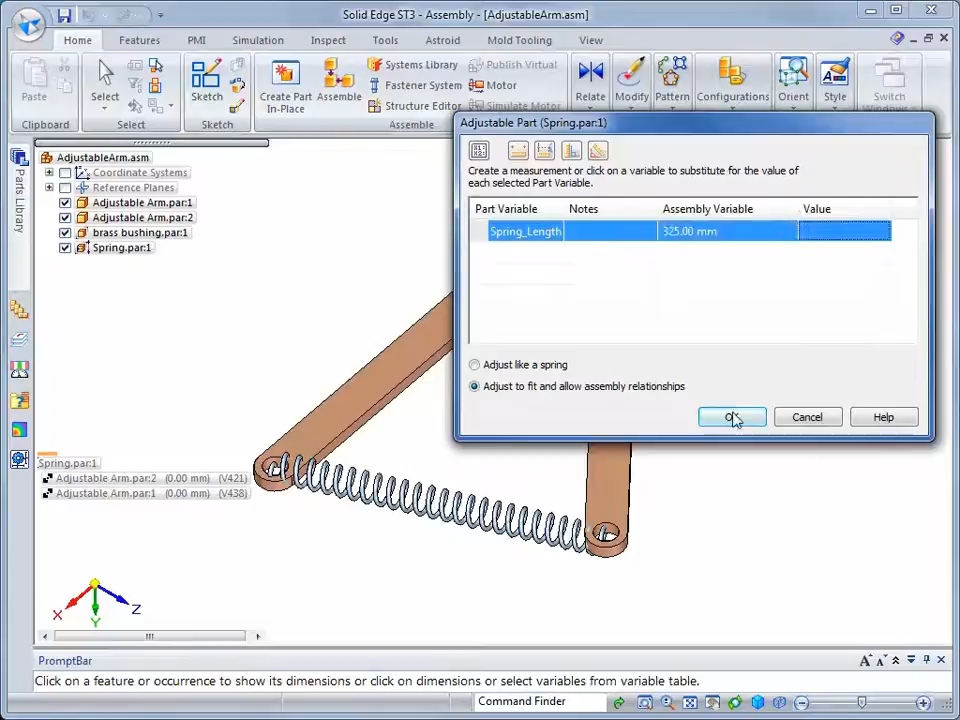 Solid Edge ST3 - Assembly - [AdjustableArm.asm]
Home
Features
PMI
Simulation
Inspect
Tools
Astroid
Mold Tooling
View
Paste
Clipboard
Select
Select
Sketch
Sketch
Create Part
In-Place
Assemble
Systems Library
Fastener System
Structure Editor
Publish Virtual
Motor
Simulate Motor
Assemble
Relate
Modify
Pattern
Configurations
Orient
Style
Switch
Windows
Parts Library
AdjustableArm.asm
Coordinate Systems
Reference Planes
Adjustable Arm.par:1
Adjustable Arm.par:2
brass bushing.par:1
Spring.par:1
Adjustable Part (Spring.par:1)
Create a measurement or click on a variable to substitute for the value of
each selected Part Variable.
Part Variable
Notes
Assembly Variable
Value
Spring_Length
325.00 mm
Adjust like a spring
Adjust to fit and allow assembly relationships
OK
Cancel
Help
Spring.par:1
Adjustable Arm.par:2 (0.00 mm) (V421)
Adjustable Arm.par:1 (0.00 mm) (V438)
X
Y
Z
PromptBar
Click on a feature or occurrence to show its dimensions or click on dimensions or select variables from variable table.
Command Finder